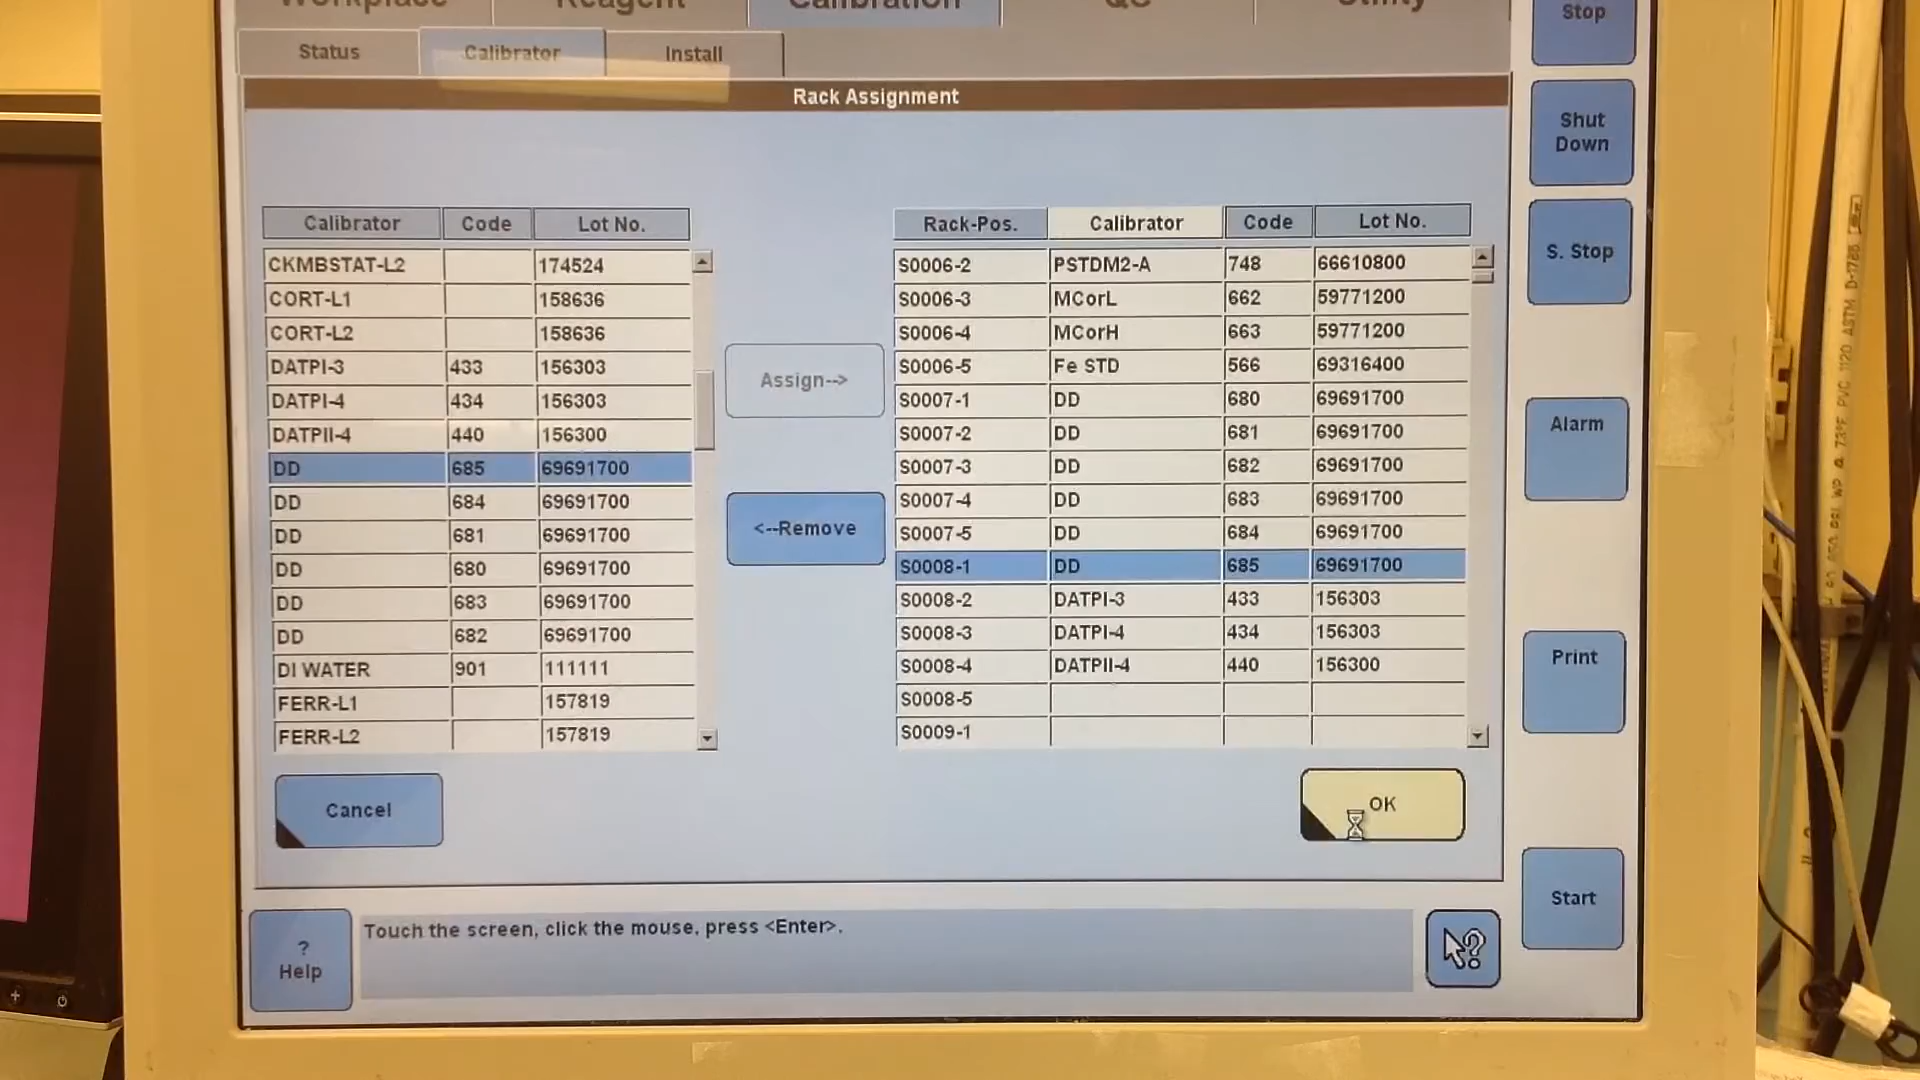 Workplace Reagent Calibration QC Utility
Stop
Status Calibrator Install
Rack Assignment
Shut
Down
Calibrator Code Lot No. Rack-Pos. Calibrator Code Lot No.
S. Stop
CKMBSTAT-L2 174524 S0006-2 PSTDM2-A 748 66610800
CORT-L1 158636 S0006-3 MCorL 662 59771200
CORT-L2 158636 S0006-4 MCorH 663 59771200
DATPI-3 433 156303 Assign--> S0006-5 Fe STD 566 69316400
DATPI-4 434 156303 S0007-1 DD 680 69691700
Alarm
DATPII-4 440 156300 S0007-2 DD 681 69691700
DD 685 69691700 S0007-3 DD 682 69691700
DD 684 69691700 S0007-4 DD 683 69691700
DD 681 69691700 <--Remove S0007-5 DD 684 69691700
DD 680 69691700 S0008-1 DD 685 69691700
DD 683 69691700 S0008-2 DATPI-3 433 156303
DD 682 69691700 S0008-3 DATPI-4 434 156303
Print
DI WATER 901 111111 S0008-4 DATPII-4 440 156300
FERR-L1 157819 S0008-5
FERR-L2 157819 S0009-1
Cancel OK
Start
Touch the screen, click the mouse, press <Enter>.
?
Help
?